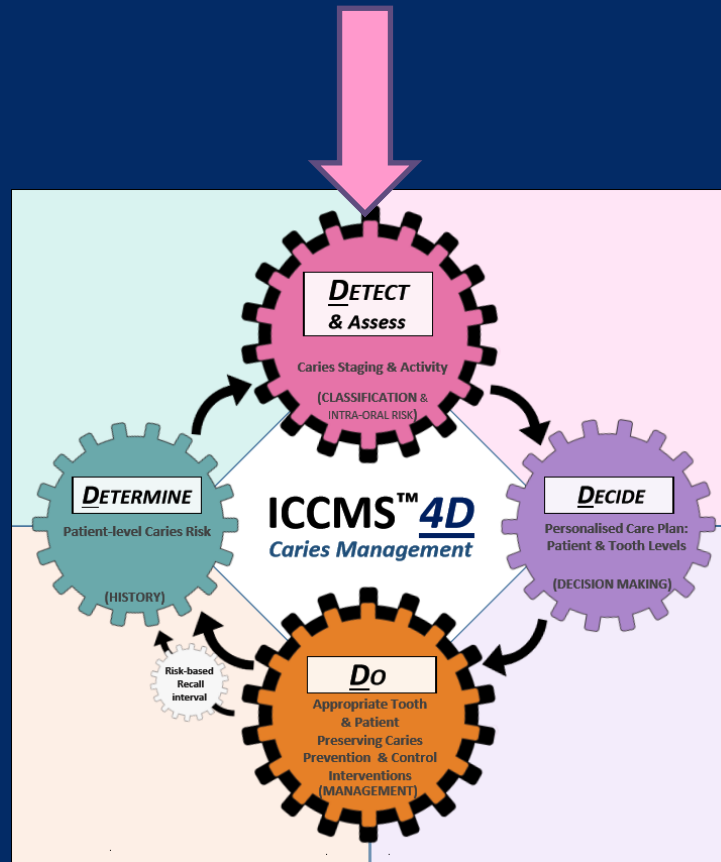 DETECT
& Assess
Caries Staging & Activity
(CLASSIFICATION &
INTRA-ORAL RISK)
DETERMINE
Patient-level Caries Risk
(HISTORY)
ICCMS™ 4D
Caries Management
DECIDE
Personalised Care Plan:
Patient & Tooth Levels
(DECISION MAKING)
Risk-based
Recall
interval
DO
Appropriate Tooth
& Patient
Preserving Caries
Prevention & Control
Interventions
(MANAGEMENT)